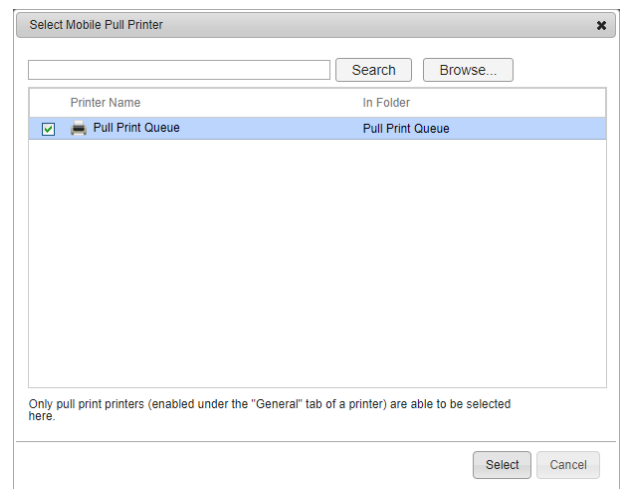 Select Mobile Pull Printer
Search Browse...
Printer Name In Folder
Pull Print Queue Pull Print Queue
Only pull print printers (enabled under the "General" tab of a printer) are able to be selected
here.
Select Cancel